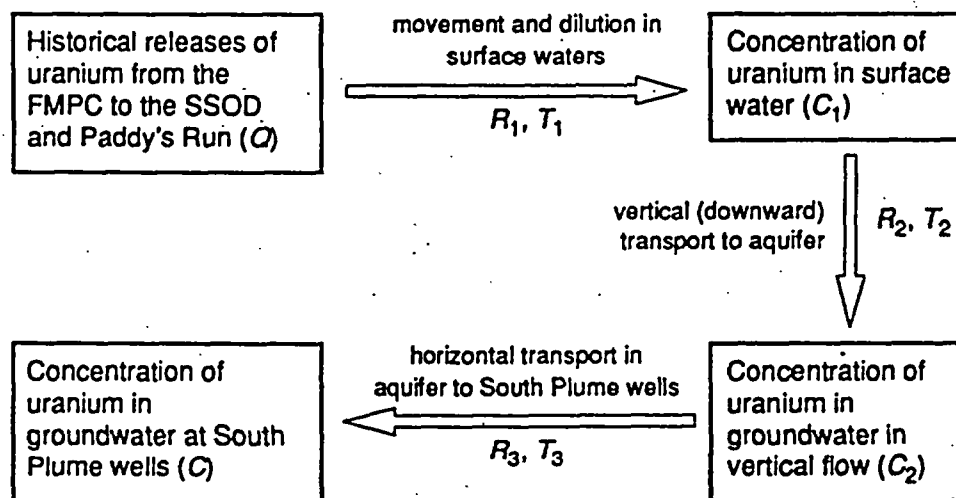 Historical releases of
uranium from the
FMPC to the SSOD
and Paddy's Run (Q)
movement and dilution in
surface waters
R1, T1
Concentration of
uranium in surface
water (C1)
vertical (downward)
transport to aquifer
R2, T2
Concentration of
uranium in
groundwater in
vertical flow (C2)
horizontal transport in
aquifer to South Plume wells
R3, T3
Concentration of
uranium in
groundwater at South
Plume wells (C)